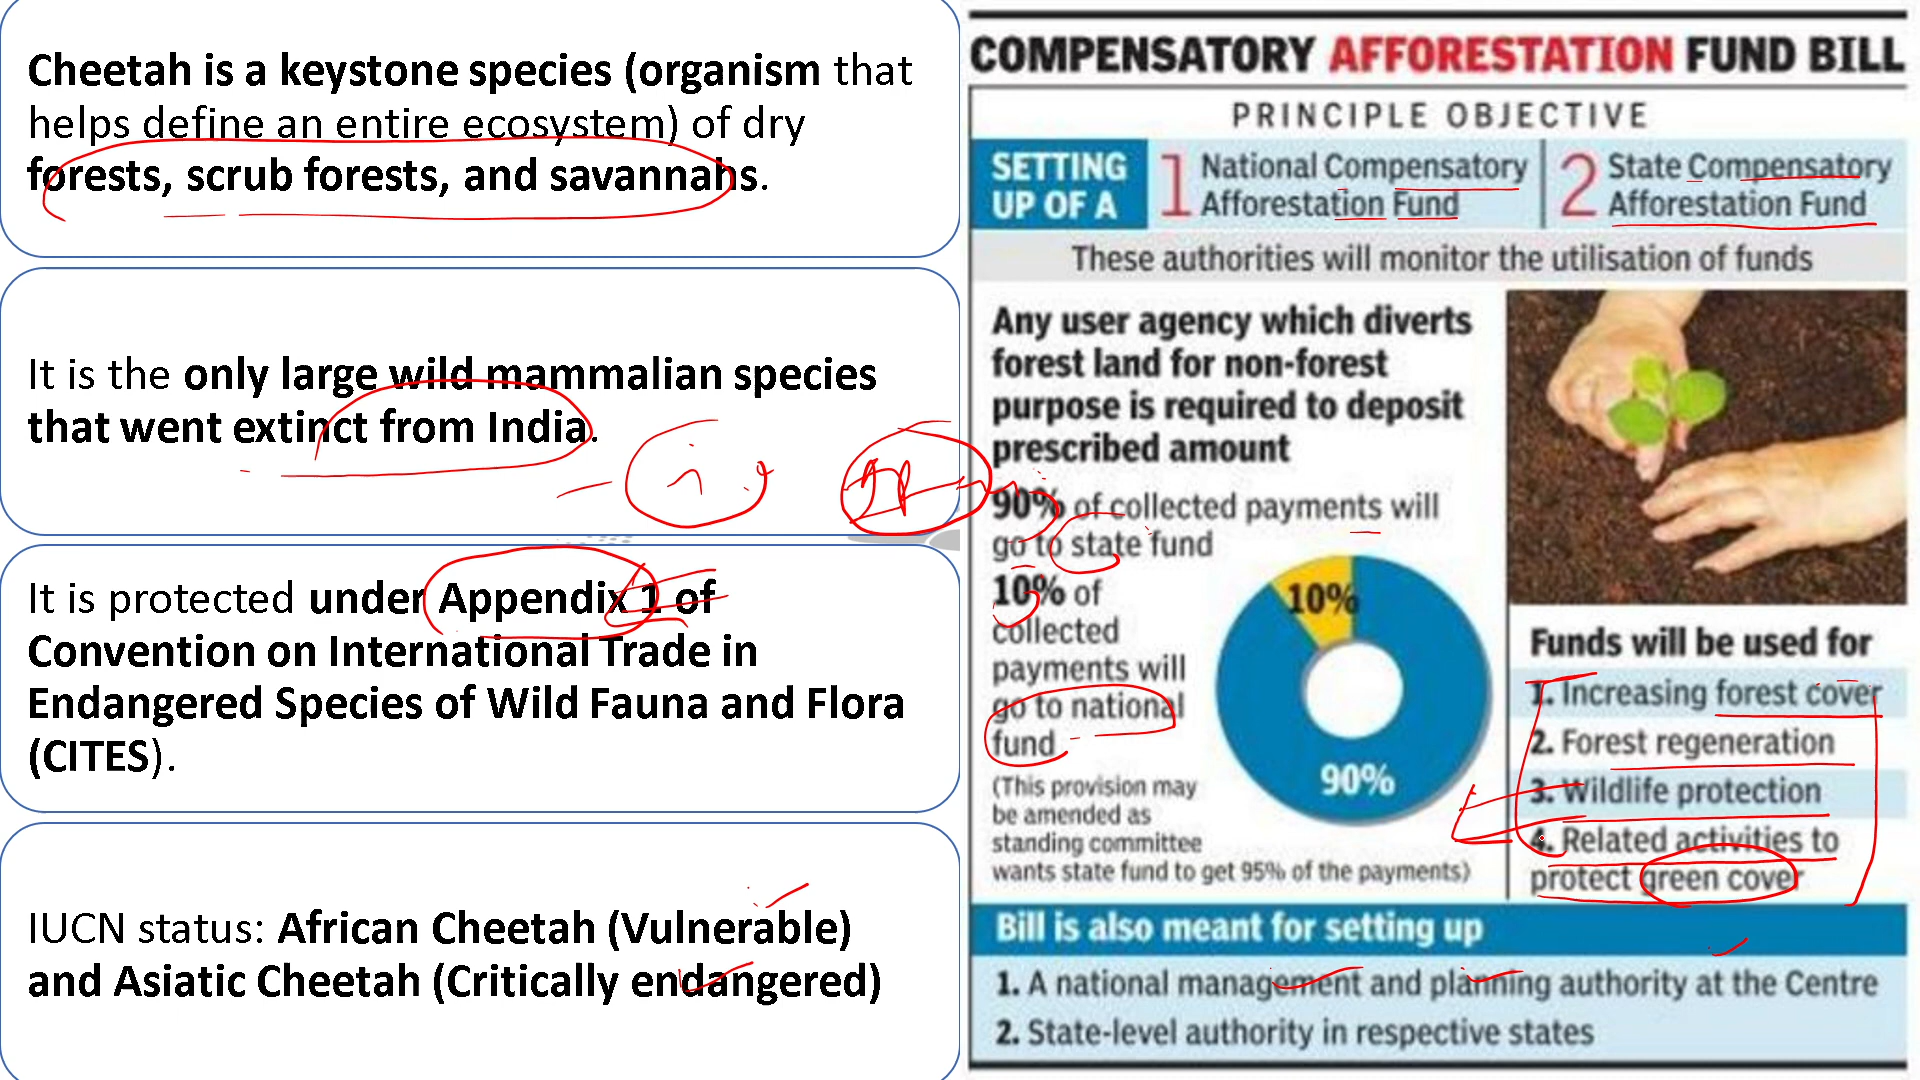 Cheetah is a keystone species (organism that
helps define an entire ecosystem) of dry
forests, scrub forests, and savannahs.
It is the only large wild mammalian species
that went extinct from India.
It is protected under Appendix 1 of
Convention on International Trade in
Endangered Species of Wild Fauna and Flora
(CITES).
IUCN status: African Cheetah (Vulnerable)
and Asiatic Cheetah (Critically endangered)
COMPENSATORY AFFORESTATION FUND BILL
PRINCIPLE OBJECTIVE
SETTING
UP OF A
1 National Compensatory
Afforestation Fund
2 State Compensatory
Afforestation Fund
These authorities will monitor the utilisation of funds
Any user agency which diverts
forest land for non-forest
purpose is required to deposit
prescribed amount
90% of collected payments will
go to state fund
10% of
collected
payments will
go to national
fund
(This provision may
be amended as
standing committee
wants state fund to get 95% of the payments)
10%
90%
Funds will be used for
1. Increasing forest cover
2. Forest regeneration
3. Wildlife protection
4. Related activities to
protect green cover
Bill is also meant for setting up
1. A national management and planning authority at the Centre
2. State-level authority in respective states